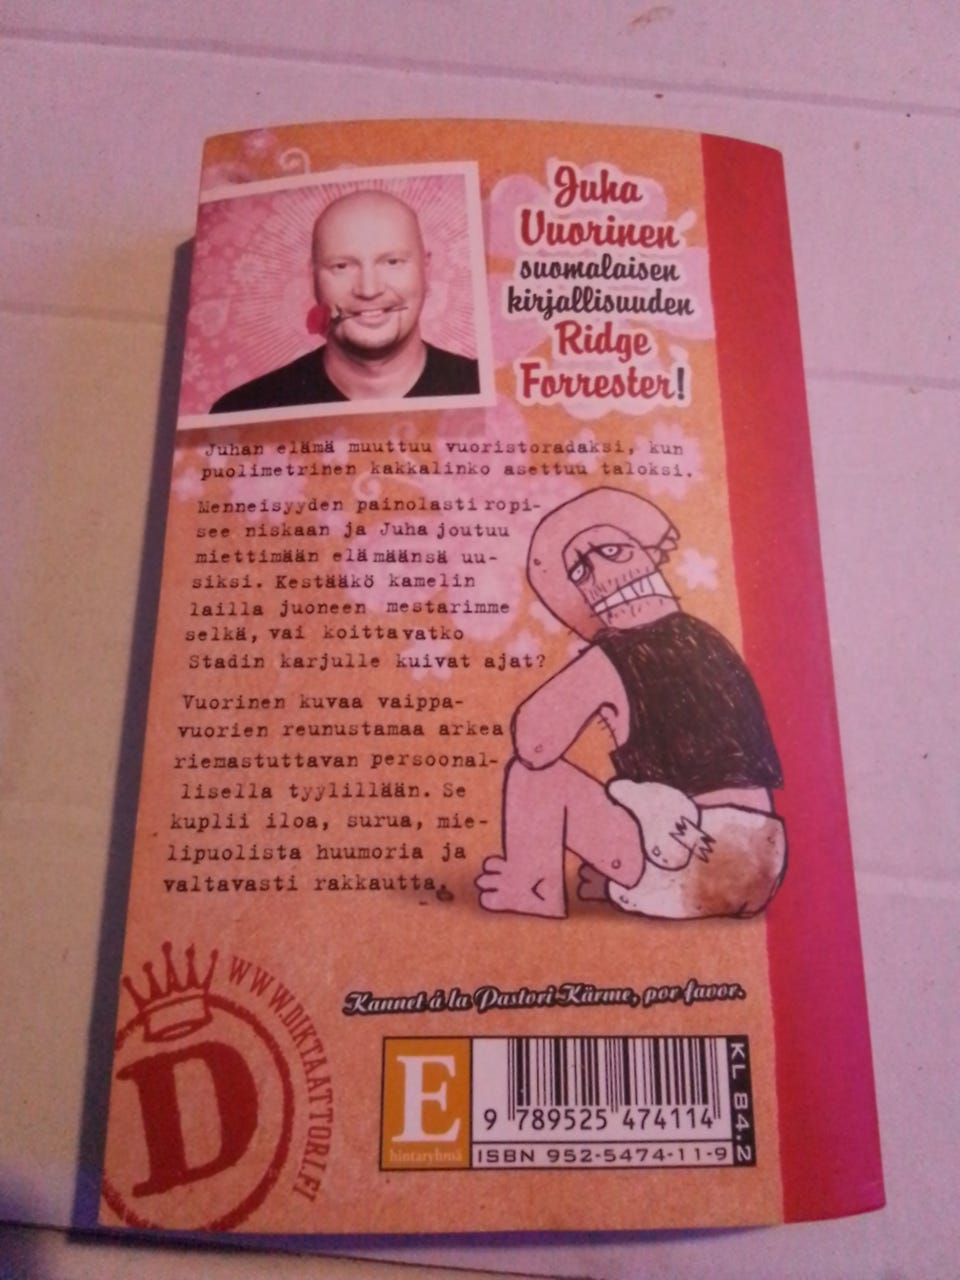 Juha
Vuorinen
suomalaisen
kirjallisuuden
Ridge
Forrester!
Juhan elämä muuttuu vuoristoradaksi, kun
puolimetrinen kakkalinko asettuu taloksi.
Menneisyyden painolasti ropi-
see niskaan ja Juha joutuu
miettimään elämäänsä uu-
siksi. Kestääkö kamelin
lailla juoneen mestarimme
selkä, vai koittavatko
Stadin karjulle kuivat ajat?
Vuorinen kuvaa vaippa-
vuorien reunustamaa arkea
riemastuttavan persoonal-
lisella tyylillään. Se
kuplii iloa, surua, mie-
lipuolista huumoria ja
valtavasti rakkautta.
WWW.DIKTAATTORI.FI
D
Kannet á la Pastori Kärme, por favor.
E
hintaryhmä
9 789525 474114
ISBN 952-5474-11-9
KL 84.2